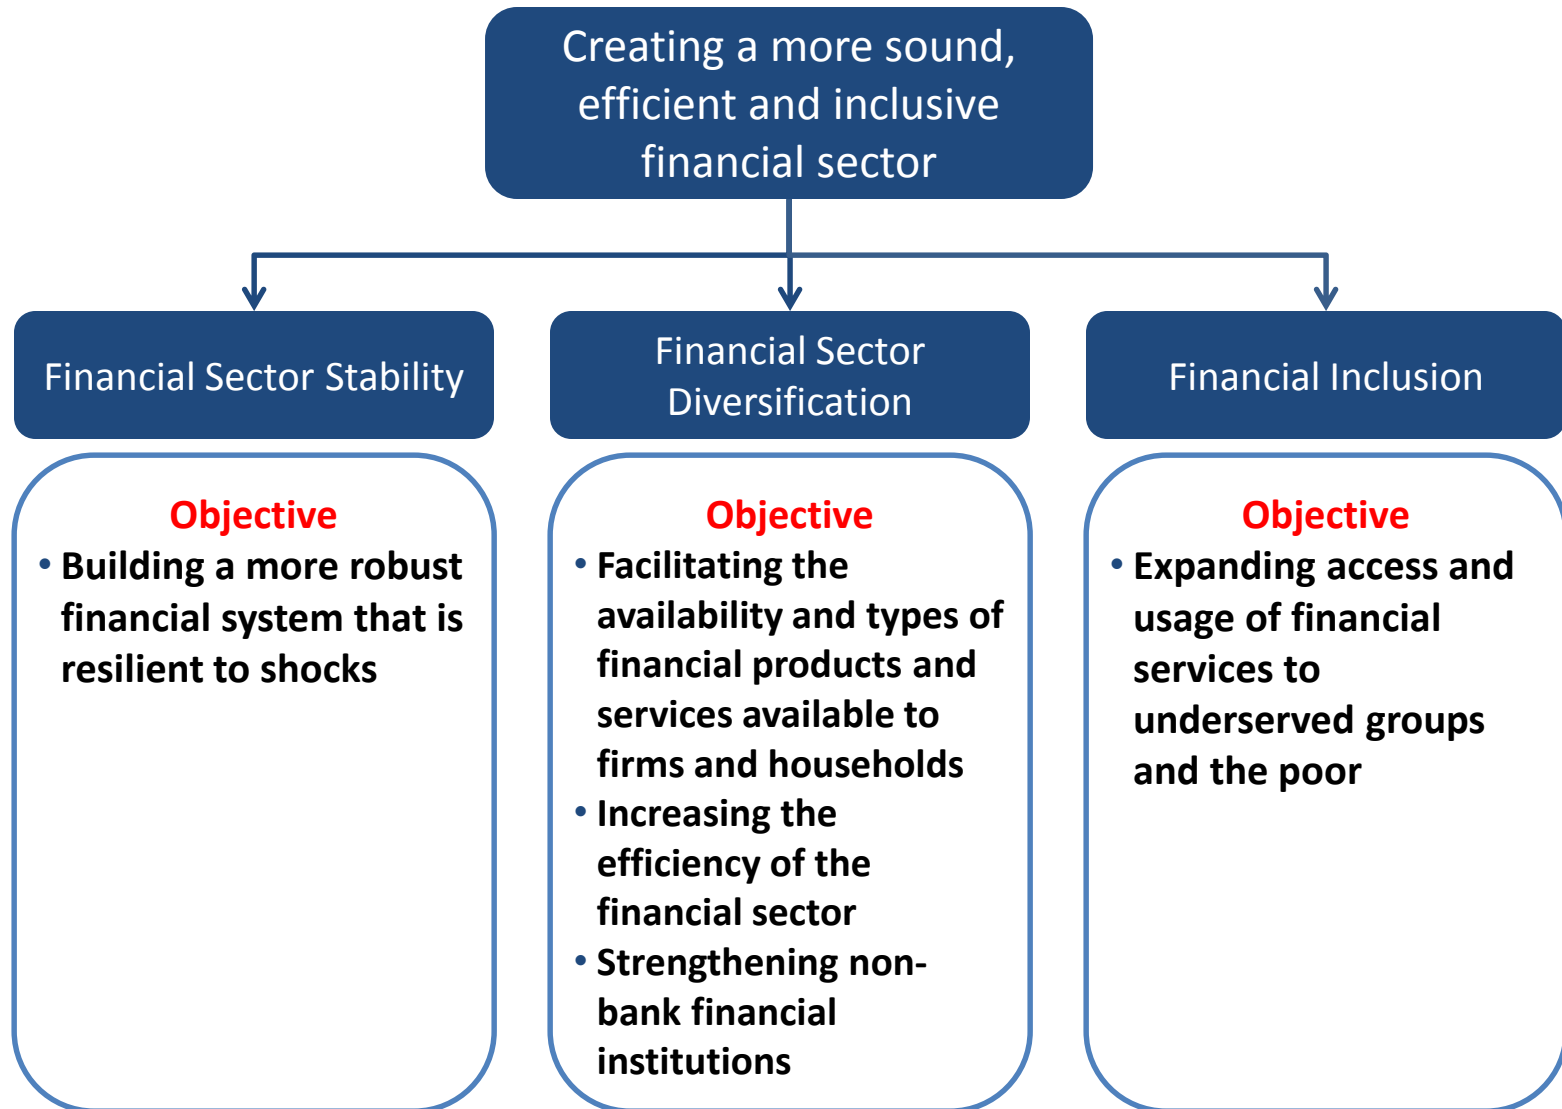 Creating a more sound,
efficient and inclusive
financial sector
Financial Sector Stability
Financial Sector
Diversification
Financial Inclusion
Objective
• Building a more robust
financial system that is
resilient to shocks
Objective
• Facilitating the
availability and types of
financial products and
services available to
firms and households
• Increasing the
efficiency of the
financial sector
• Strengthening non-
bank financial
institutions
Objective
• Expanding access and
usage of financial
services to
underserved groups
and the poor